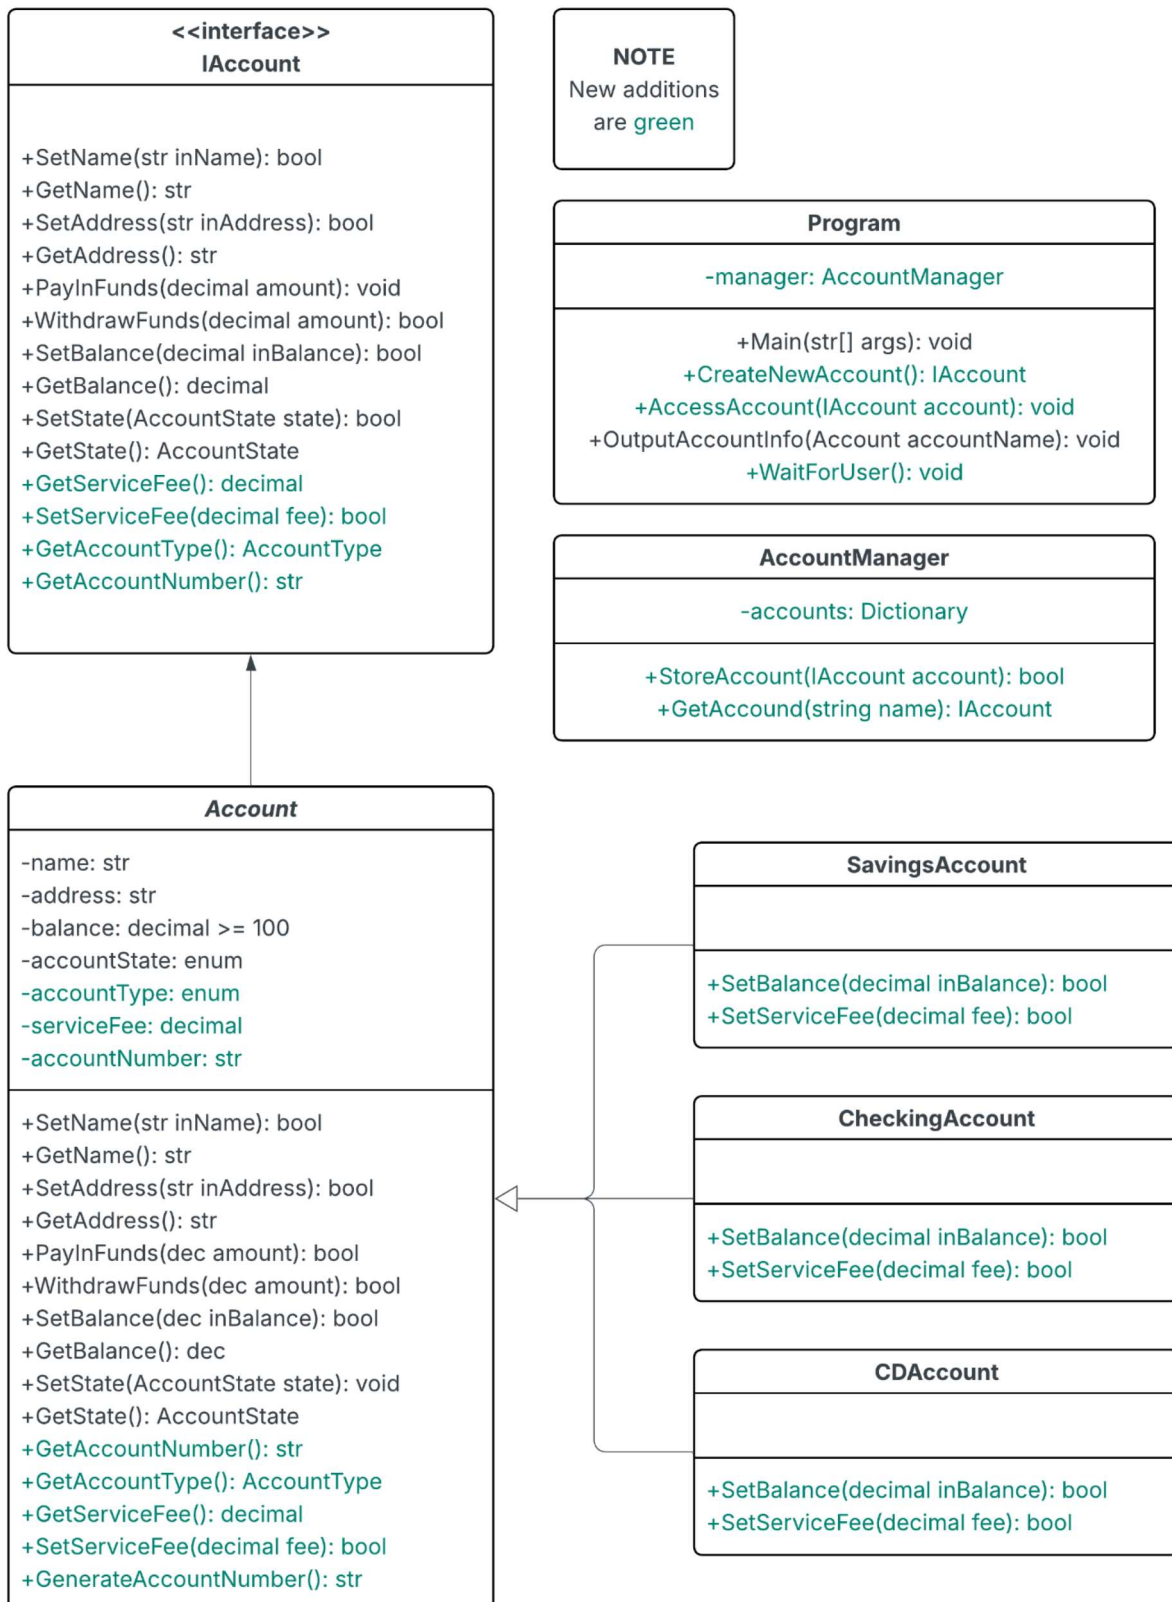 <<interface>>
IAccount
+SetName(str inName): bool
+GetName(): str
+SetAddress(str inAddress): bool
+GetAddress(): str
+PayInFunds(decimal amount): void
+WithdrawFunds(decimal amount): bool
+SetBalance(decimal inBalance): bool
+GetBalance(): decimal
+SetState(AccountState state): bool
+GetState(): AccountState
+GetServiceFee(): decimal
+SetServiceFee(decimal fee): bool
+GetAccountType(): AccountType
+GetAccountNumber(): str
NOTE
New additions
are green
Program
-manager: AccountManager
+Main(str[] args): void
+CreateNewAccount(): IAccount
+AccessAccount(IAccount account): void
+OutputAccountInfo(Account accountName): void
+WaitForUser(): void
AccountManager
-accounts: Dictionary
+StoreAccount(IAccount account): bool
+GetAccound(string name): IAccount
Account
-name: str
-address: str
-balance: decimal >= 100
-accountState: enum
-accountType: enum
-serviceFee: decimal
-accountNumber: str
+SetName(str inName): bool
+GetName(): str
+SetAddress(str inAddress): bool
+GetAddress(): str
+PayInFunds(dec amount): bool
+WithdrawFunds(dec amount): bool
+SetBalance(dec inBalance): bool
+GetBalance(): dec
+SetState(AccountState state): void
+GetState(): AccountState
+GetAccountNumber(): str
+GetAccountType(): AccountType
+GetServiceFee(): decimal
+SetServiceFee(decimal fee): bool
+GenerateAccountNumber(): str
SavingsAccount
+SetBalance(decimal inBalance): bool
+SetServiceFee(decimal fee): bool
CheckingAccount
+SetBalance(decimal inBalance): bool
+SetServiceFee(decimal fee): bool
CDAccount
+SetBalance(decimal inBalance): bool
+SetServiceFee(decimal fee): bool